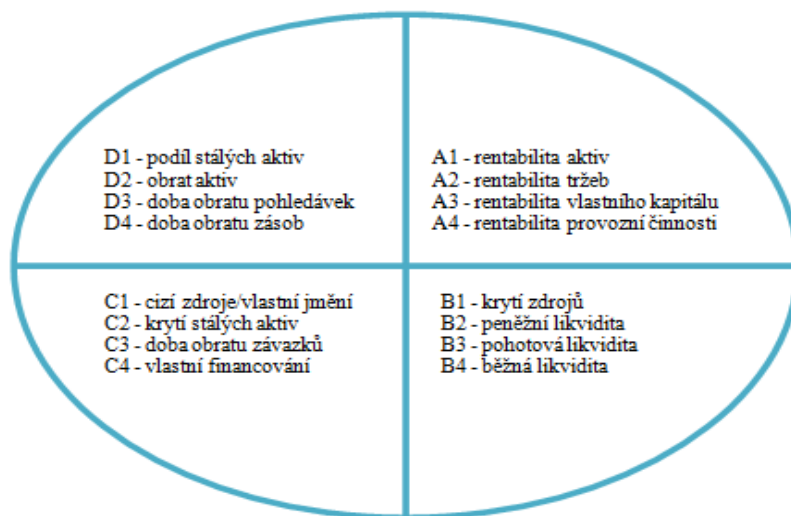 D1 - podíl stálých aktiv
D2 - obrat aktiv
D3 - doba obratu pohledávek
D4 - doba obratu zásob
A1 - rentabilita aktiv
A2 - rentabilita tržeb
A3 - rentabilita vlastního kapitálu
A4 - rentabilita provozní činnosti
C1 - cizí zdroje/vlastní jmění
C2 - krytí stálých aktiv
C3 - doba obratu závazků
C4 - vlastní financování
B1 - krytí zdrojů
B2 - peněžní likvidita
B3 - pohotová likvidita
B4 - běžná likvidita